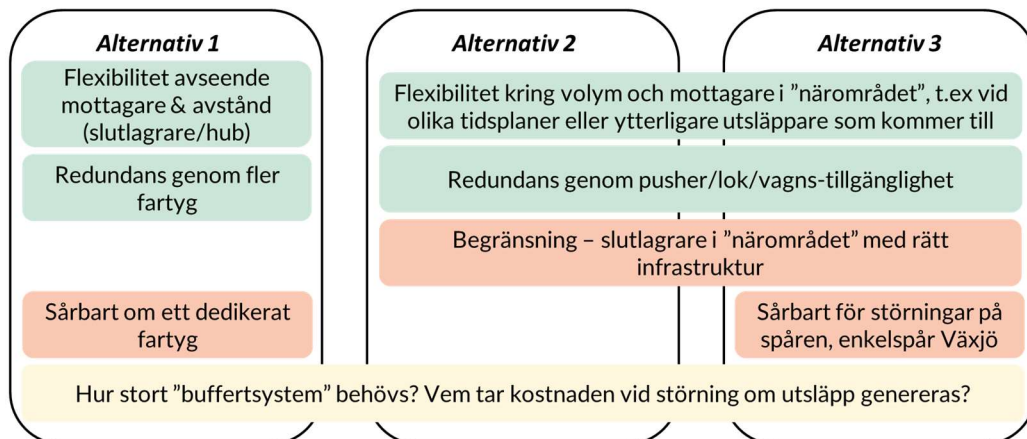 Alternativ 1
Alternativ 2
Alternativ 3
Flexibilitet avseende
mottagare & avstånd
(slutlagrare/hub)
Flexibilitet kring volym och mottagare i ”närområdet”, t.ex vid
olika tidsplaner eller ytterligare utsläppare som kommer till
Redundans genom fler
fartyg
Redundans genom pusher/lok/vagns-tillgänglighet
Begränsning – slutlagrare i ”närområdet” med rätt
infrastruktur
Sårbart om ett dedikerat
fartyg
Sårbart för störningar på
spåren, enkelspår Växjö
Hur stort ”buffertsystem” behövs? Vem tar kostnaden vid störning om utsläpp genereras?